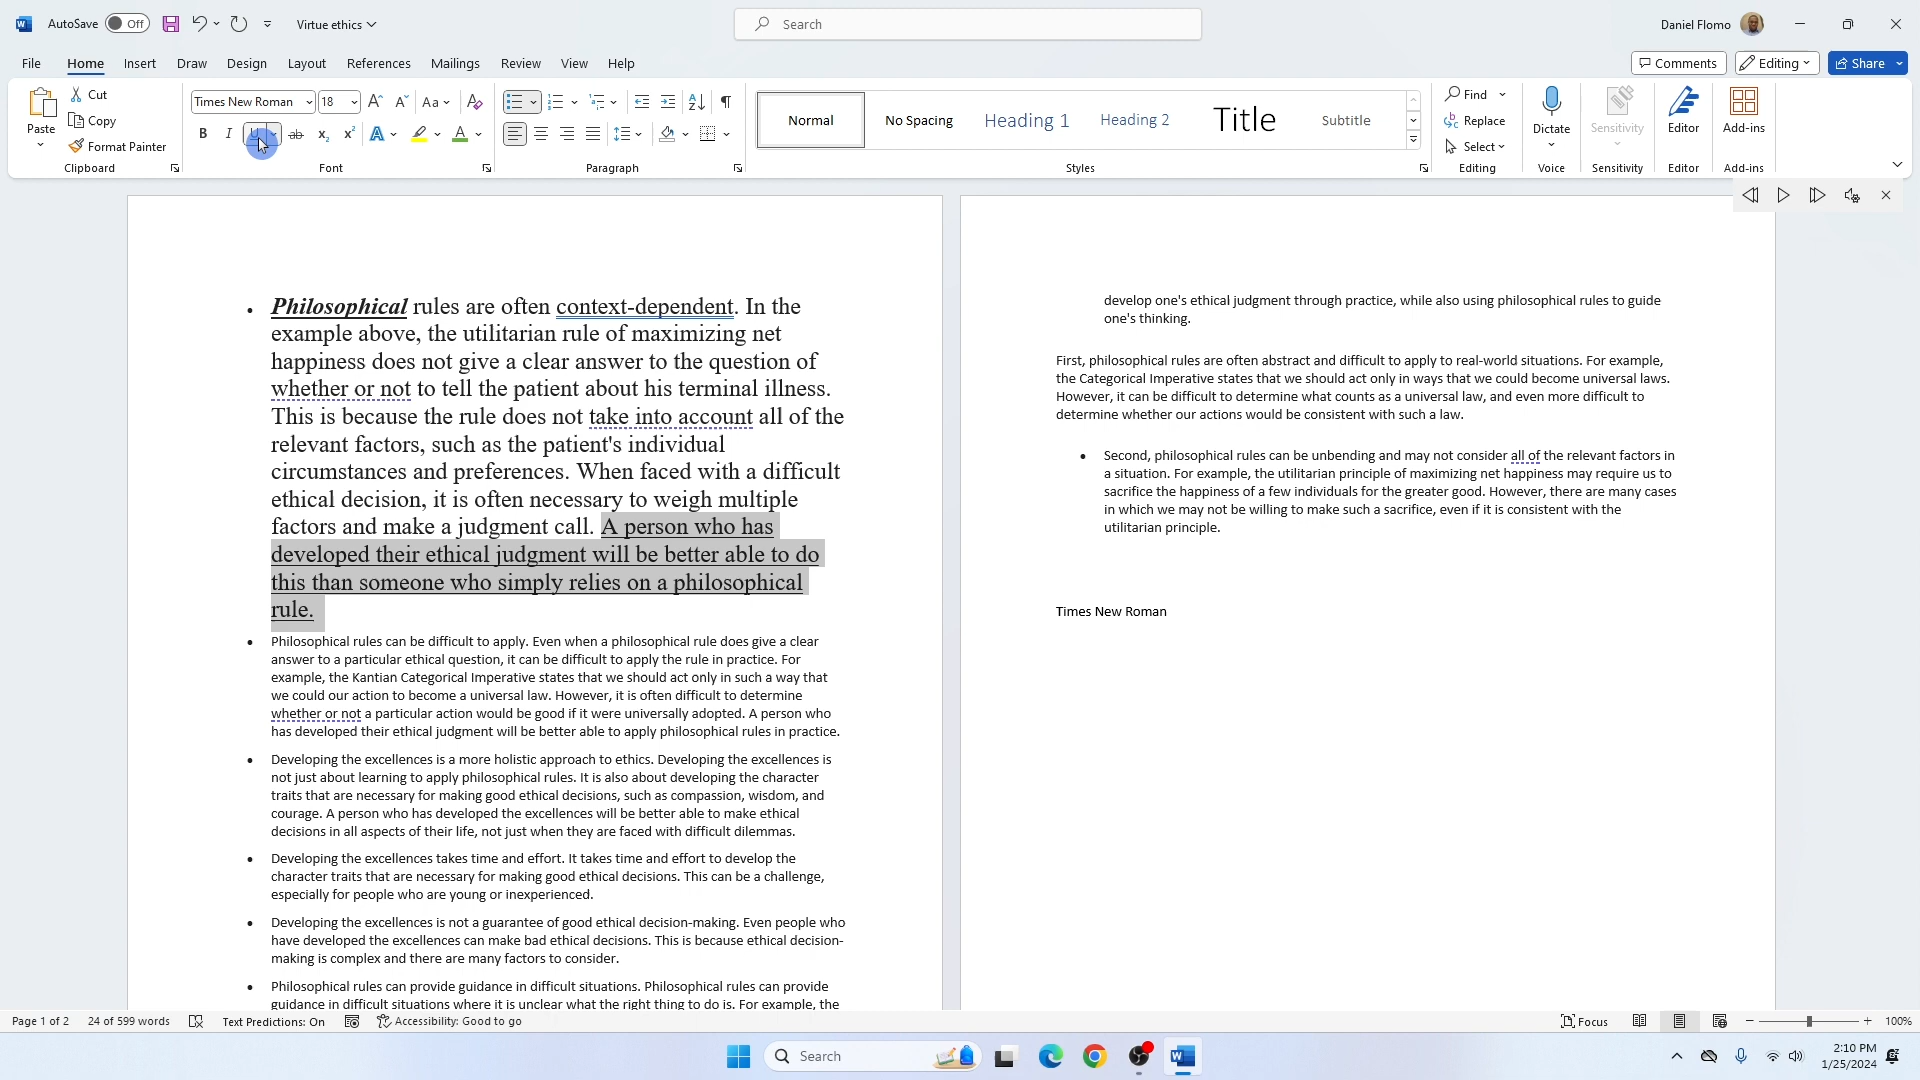 AutoSave Off Virtue ethics Search Daniel Flomo
File Home Insert Draw Design Layout References Mailings Review View Help Comments Editing Share
Paste Cut Copy Format Painter Clipboard
Times New Roman 18 Aa Font
Paragraph
Normal No Spacing Heading 1 Heading 2 Title Subtitle Styles
Find Replace Select Editing
Dictate Voice
Sensitivity Sensitivity
Editor Editor
Add-ins Add-ins
• Philosophical rules are often context-dependent. In the
example above, the utilitarian rule of maximizing net
happiness does not give a clear answer to the question of
whether or not to tell the patient about his terminal illness.
This is because the rule does not take into account all of the
relevant factors, such as the patient's individual
circumstances and preferences. When faced with a difficult
ethical decision, it is often necessary to weigh multiple
factors and make a judgment call. A person who has
developed their ethical judgment will be better able to do
this than someone who simply relies on a philosophical
rule.
• Philosophical rules can be difficult to apply. Even when a philosophical rule does give a clear
answer to a particular ethical question, it can be difficult to apply the rule in practice. For
example, the Kantian Categorical Imperative states that we should act only in such a way that
we could our action to become a universal law. However, it is often difficult to determine
whether or not a particular action would be good if it were universally adopted. A person who
has developed their ethical judgment will be better able to apply philosophical rules in practice.
• Developing the excellences is a more holistic approach to ethics. Developing the excellences is
not just about learning to apply philosophical rules. It is also about developing the character
traits that are necessary for making good ethical decisions, such as compassion, wisdom, and
courage. A person who has developed the excellences will be better able to make ethical
decisions in all aspects of their life, not just when they are faced with difficult dilemmas.
• Developing the excellences takes time and effort. It takes time and effort to develop the
character traits that are necessary for making good ethical decisions. This can be a challenge,
especially for people who are young or inexperienced.
• Developing the excellences is not a guarantee of good ethical decision-making. Even people who
have developed the excellences can make bad ethical decisions. This is because ethical decision-
making is complex and there are many factors to consider.
• Philosophical rules can provide guidance in difficult situations. Philosophical rules can provide
guidance in difficult situations where it is unclear what the right thing to do is. For example, the
develop one's ethical judgment through practice, while also using philosophical rules to guide
one's thinking.
First, philosophical rules are often abstract and difficult to apply to real-world situations. For example,
the Categorical Imperative states that we should act only in ways that we could become universal laws.
However, it can be difficult to determine what counts as a universal law, and even more difficult to
determine whether our actions would be consistent with such a law.
• Second, philosophical rules can be unbending and may not consider all of the relevant factors in
a situation. For example, the utilitarian principle of maximizing net happiness may require us to
sacrifice the happiness of a few individuals for the greater good. However, there are many cases
in which we may not be willing to make such a sacrifice, even if it is consistent with the
utilitarian principle.
Times New Roman
Page 1 of 2 24 of 599 words Text Predictions: On Accessibility: Good to go Focus 100%
Search
2:10 PM
1/25/2024